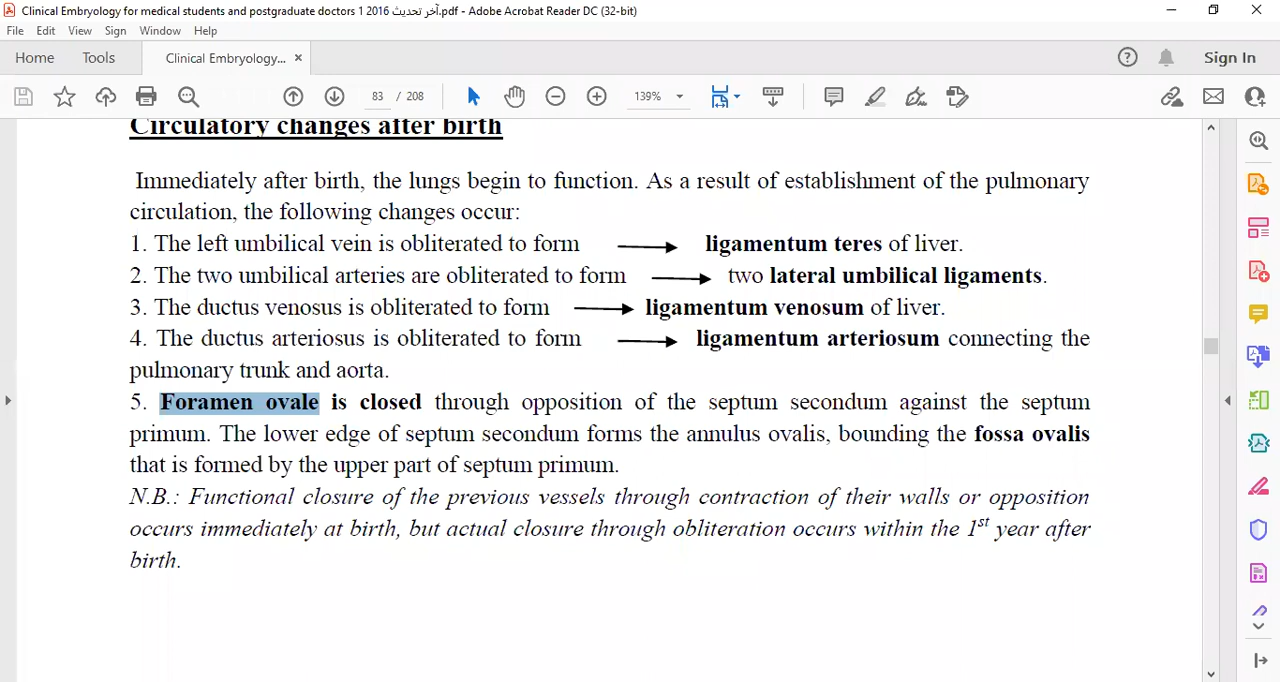 Clinical Embryology for medical students and postgraduate doctors 1 2016 آخر تحديث.pdf - Adobe Acrobat Reader DC (32-bit)
File Edit View Sign Window Help
Home Tools Clinical Embryology... × Sign In
83 / 208 139%
Circulatory changes after birth
Immediately after birth, the lungs begin to function. As a result of establishment of the pulmonary
circulation, the following changes occur:
1. The left umbilical vein is obliterated to form → ligamentum teres of liver.
2. The two umbilical arteries are obliterated to form → two lateral umbilical ligaments.
3. The ductus venosus is obliterated to form → ligamentum venosum of liver.
4. The ductus arteriosus is obliterated to form → ligamentum arteriosum connecting the
pulmonary trunk and aorta.
5. Foramen ovale is closed through opposition of the septum secondum against the septum
primum. The lower edge of septum secondum forms the annulus ovalis, bounding the fossa ovalis
that is formed by the upper part of septum primum.
N.B.: Functional closure of the previous vessels through contraction of their walls or opposition
occurs immediately at birth, but actual closure through obliteration occurs within the 1st year after
birth.